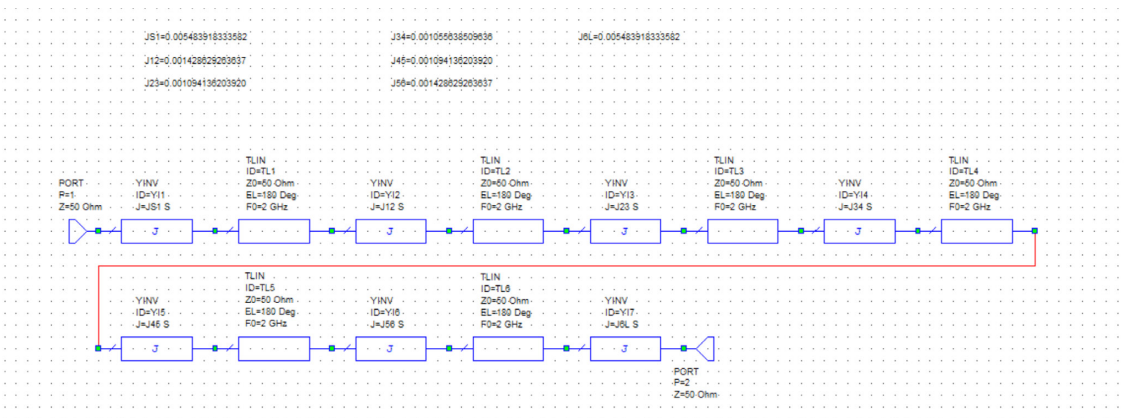 JS1=0.005483918333582
J34=0.001055638509636
J6L=0.005483918333582
J12=0.001428629263637
J45=0.001094136203920
J23=0.001094136203920
J56=0.001428629263637
PORT
P=1
Z=50 Ohm
YINV
ID=YI1
J=JS1 S
J
TLIN
ID=TL1
Z0=50 Ohm
EL=180 Deg
F0=2 GHz
YINV
ID=YI2
J=J12 S
J
TLIN
ID=TL2
Z0=50 Ohm
EL=180 Deg
F0=2 GHz
YINV
ID=YI3
J=J23 S
J
TLIN
ID=TL3
Z0=50 Ohm
EL=180 Deg
F0=2 GHz
YINV
ID=YI4
J=J34 S
J
TLIN
ID=TL4
Z0=50 Ohm
EL=180 Deg
F0=2 GHz
YINV
ID=YI5
J=J45 S
J
TLIN
ID=TL5
Z0=50 Ohm
EL=180 Deg
F0=2 GHz
YINV
ID=YI6
J=J56 S
J
TLIN
ID=TL6
Z0=50 Ohm
EL=180 Deg
F0=2 GHz
YINV
ID=YI7
J=J6L S
J
PORT
P=2
Z=50 Ohm